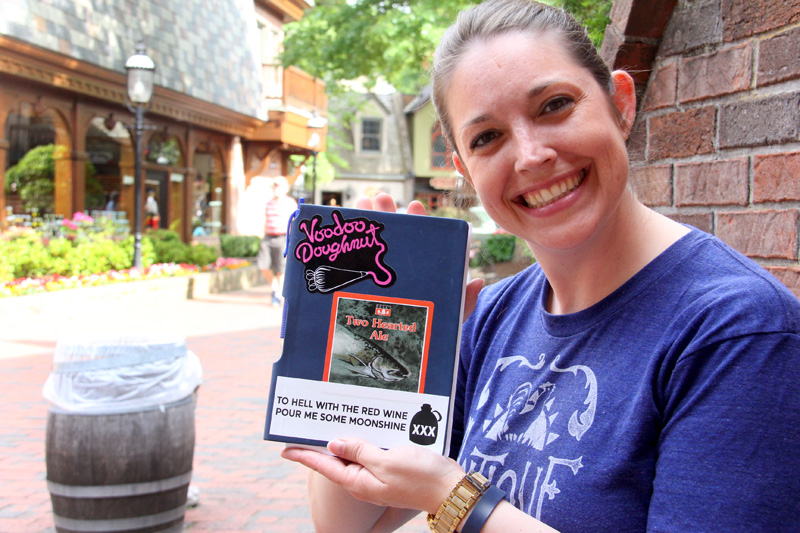 Voodoo
Doughnut
Two Hearted
Ale
TO HELL WITH THE RED WINE
POUR ME SOME MOONSHINE
XXX